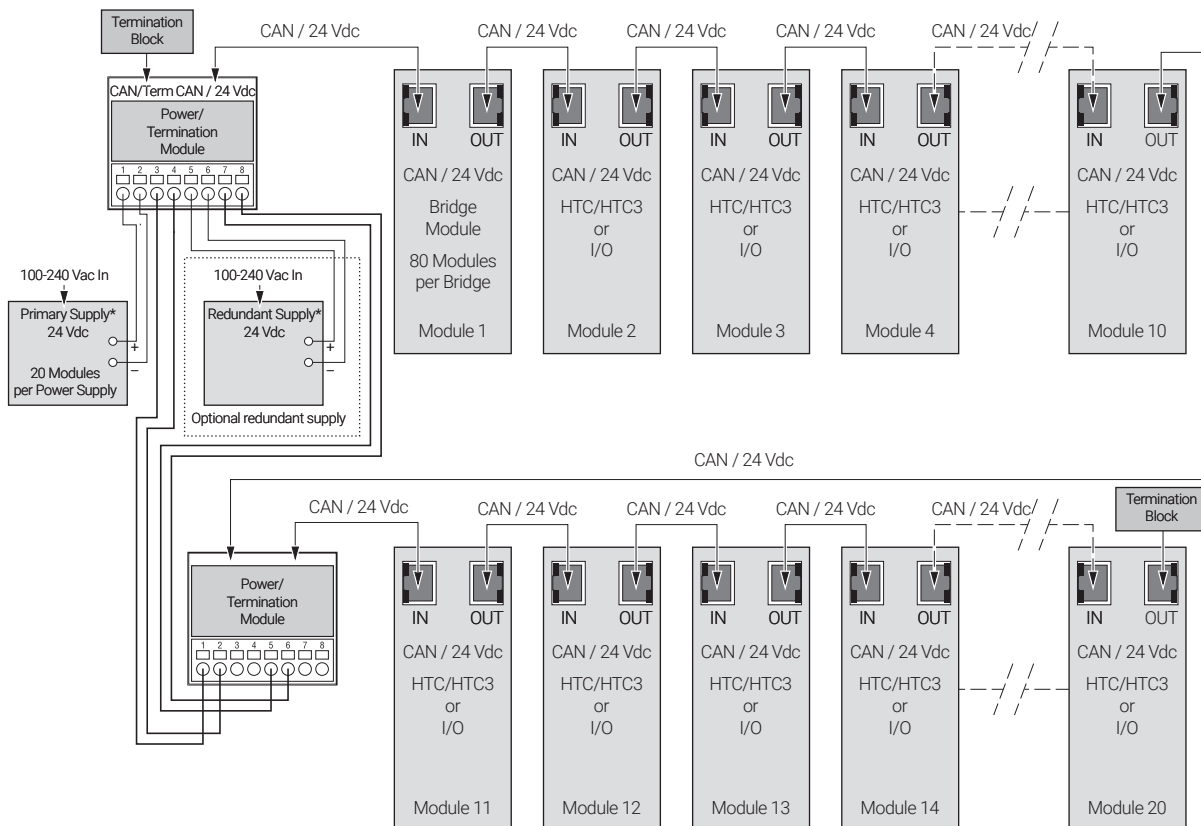 Termination
Block
CAN / 24 Vdc
CAN / 24 Vdc
CAN / 24 Vdc
CAN / 24 Vdc
CAN / 24 Vdc
CAN/Term CAN / 24 Vdc
Power/
Termination
Module
1 2 3 4 5 6 7 8
IN OUT
CAN / 24 Vdc
Bridge
Module
80 Modules
per Bridge
Module 1
IN OUT
CAN / 24 Vdc
HTC/HTC3
or
I/O
Module 2
IN OUT
CAN / 24 Vdc
HTC/HTC3
or
I/O
Module 3
IN OUT
CAN / 24 Vdc
HTC/HTC3
or
I/O
Module 4
IN OUT
CAN / 24 Vdc
HTC/HTC3
or
I/O
Module 10
100-240 Vac In
Primary Supply*
24 Vdc
+
–
20 Modules
per Power Supply
100-240 Vac In
Redundant Supply*
24 Vdc
+
–
Optional redundant supply
CAN / 24 Vdc
CAN / 24 Vdc
CAN / 24 Vdc
CAN / 24 Vdc
CAN / 24 Vdc
CAN / 24 Vdc
Termination
Block
Power/
Termination
Module
1 2 3 4 5 6 7 8
IN OUT
CAN / 24 Vdc
HTC/HTC3
or
I/O
Module 11
IN OUT
CAN / 24 Vdc
HTC/HTC3
or
I/O
Module 12
IN OUT
CAN / 24 Vdc
HTC/HTC3
or
I/O
Module 13
IN OUT
CAN / 24 Vdc
HTC/HTC3
or
I/O
Module 14
IN OUT
CAN / 24 Vdc
HTC/HTC3
or
I/O
Module 20